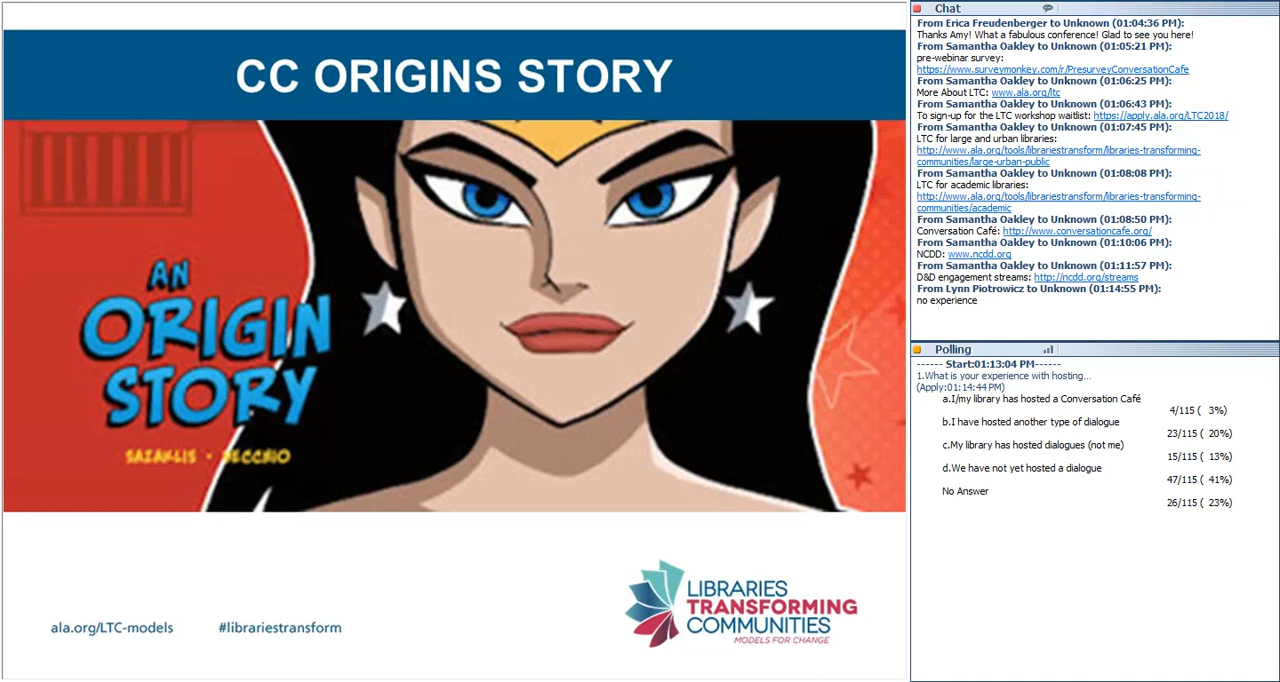 CC ORIGINS STORY
AN
ORIGIN
STORY
SAZAKLIS • VECCHIO
ala.org/LTC-models
#librariestransform
LIBRARIES
TRANSFORMING
COMMUNITIES
MODELS FOR CHANGE
Chat
From Erica Freudenberger to Unknown (01:04:36 PM):
Thanks Amy! What a fabulous conference! Glad to see you here!
From Samantha Oakley to Unknown (01:05:21 PM):
pre-webinar survey:
https://www.surveymonkey.com/r/PresurveyConversationCafe
From Samantha Oakley to Unknown (01:06:25 PM):
More About LTC: www.ala.org/ltc
From Samantha Oakley to Unknown (01:06:43 PM):
To sign-up for the LTC workshop waitlist: https://apply.ala.org/LTC2018/
From Samantha Oakley to Unknown (01:07:45 PM):
LTC for large and urban libraries:
http://www.ala.org/tools/librariestransform/libraries-transforming-
communities/large-urban-public
From Samantha Oakley to Unknown (01:08:08 PM):
LTC for academic libraries:
http://www.ala.org/tools/librariestransform/libraries-transforming-
communities/academic
From Samantha Oakley to Unknown (01:08:50 PM):
Conversation Café: http://www.conversationcafe.org/
From Samantha Oakley to Unknown (01:10:06 PM):
NCDD: www.ncdd.org
From Samantha Oakley to Unknown (01:11:57 PM):
D&D engagement streams: http://ncdd.org/streams
From Lynn Piotrowicz to Unknown (01:14:55 PM):
no experience
Polling
------ Start:01:13:04 PM------
1.What is your experience with hosting...
(Apply:01:14:44 PM)
a.I/my library has hosted a Conversation Café
4/115 ( 3%)
b.I have hosted another type of dialogue
23/115 ( 20%)
c.My library has hosted dialogues (not me)
15/115 ( 13%)
d.We have not yet hosted a dialogue
47/115 ( 41%)
No Answer
26/115 ( 23%)